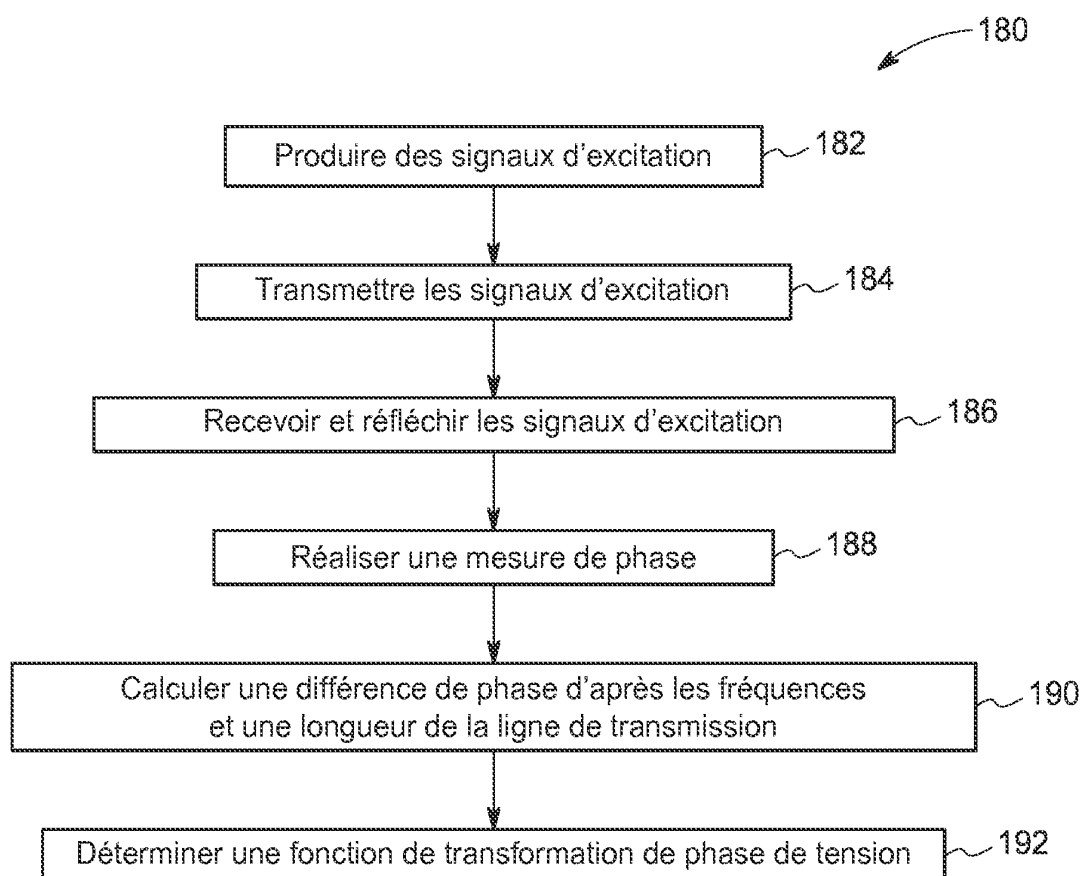 180
Produire des signaux d'excitation
182
Transmettre les signaux d'excitation
184
Recevoir et réfléchir les signaux d'excitation
186
Réaliser une mesure de phase
188
Calculer une différence de phase d'après les fréquences
et une longueur de la ligne de transmission
190
Déterminer une fonction de transformation de phase de tension
192